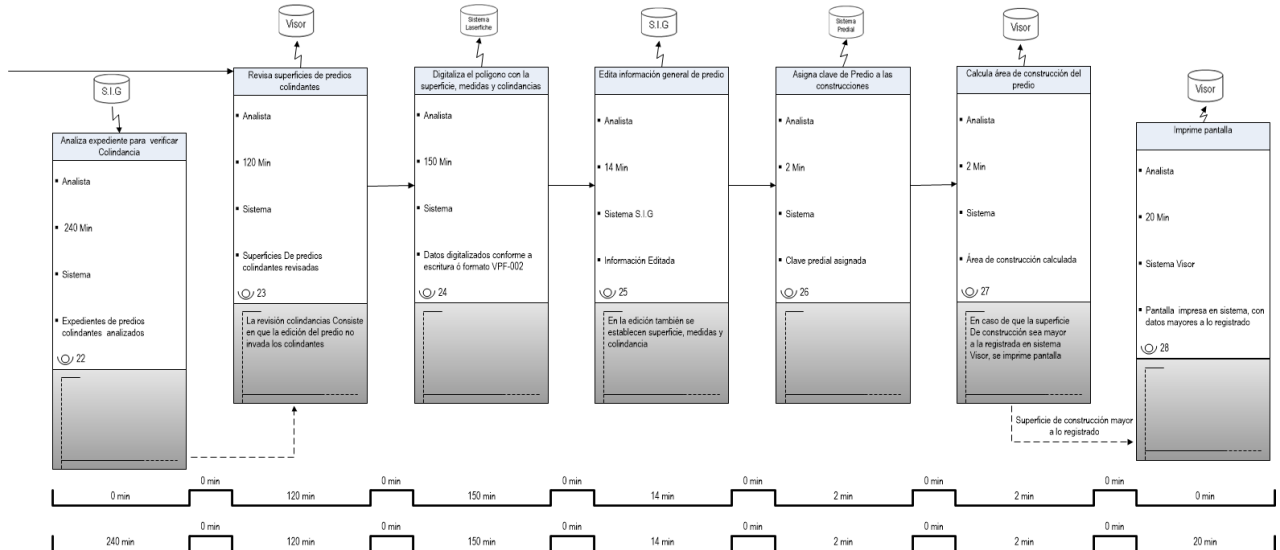 S.I.G
Analiza expediente para verificar
Colindancia
▪ Analista
▪ 240 Min
▪ Sistema
▪ Expedientes de predios
colindantes analizados
22
Visor
Revisa superficies de predios
colindantes
▪ Analista
▪ 120 Min
▪ Sistema
▪ Superficies De predios
colindantes revisadas
23
La revisión colindancias Consiste
en que la edición del predio no
invada los colindantes
Sistema
Laserfiche
Digitaliza el polígono con la
superficie, medidas y colindancias
▪ Analista
▪ 150 Min
▪ Sistema
▪ Datos digitalizados conforme a
escritura ó formato VPF-002
24
S.I.G
Edita información general de predio
▪ Analista
▪ 14 Min
▪ Sistema S.I.G
▪ Información Editada
25
En la edición también se
establecen superficie, medidas y
colindancia
Sistema
Predial
Asigna clave de Predio a las
construcciones
▪ Analista
▪ 2 Min
▪ Sistema
▪ Clave predial asignada
26
Visor
Calcula área de construcción del
predio
▪ Analista
▪ 2 Min
▪ Sistema
▪ Área de construcción calculada
27
En caso de que la superficie
De construcción sea mayor
a la registrada en sistema
Visor, se imprime pantalla
Superficie de construcción mayor
a lo registrado
Visor
Imprime pantalla
▪ Analista
▪ 20 Min
▪ Sistema Visor
▪ Pantalla impresa en sistema, con
datos mayores a lo registrado
28
0 min 0 min 120 min 0 min 150 min 0 min 14 min 0 min 2 min 0 min 2 min 0 min 0 min
240 min 0 min 120 min 0 min 150 min 0 min 14 min 0 min 2 min 0 min 2 min 0 min 20 min